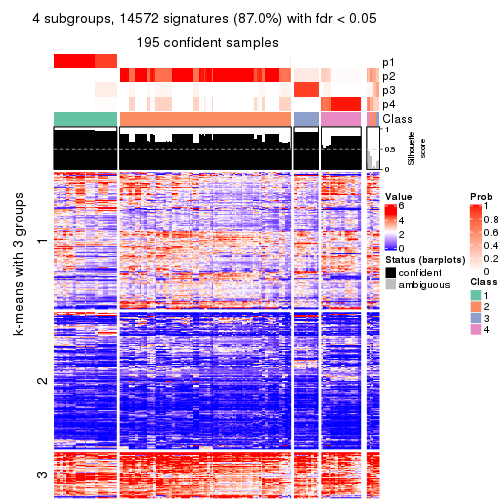 4 subgroups, 14572 signatures (87.0%) with fdr < 0.05
195 confident samples
p1
p2
p3
p4
Class
1
0.5
0
Silhouette
score
k-means with 3 groups
1
2
3
Value
6
4
2
0
Status (barplots)
confident
ambiguous
Prob
1
0.8
0.6
0.4
0.2
0
Class
1
2
3
4